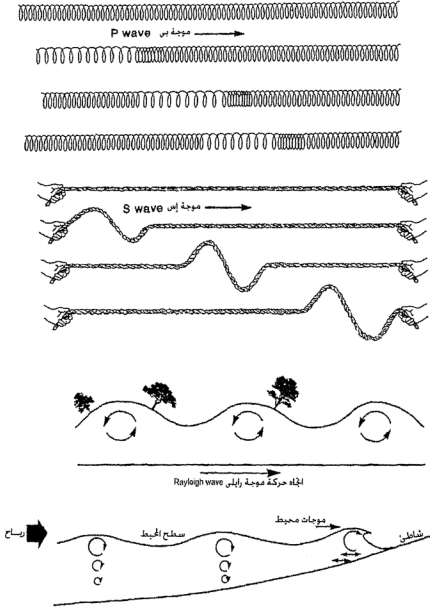 P wave موجة بي
S wave موجة إس
اتجاه حركة موجة رايلي Rayleigh wave
موجات محيط
رياح
سطح المحيط
شاطئ